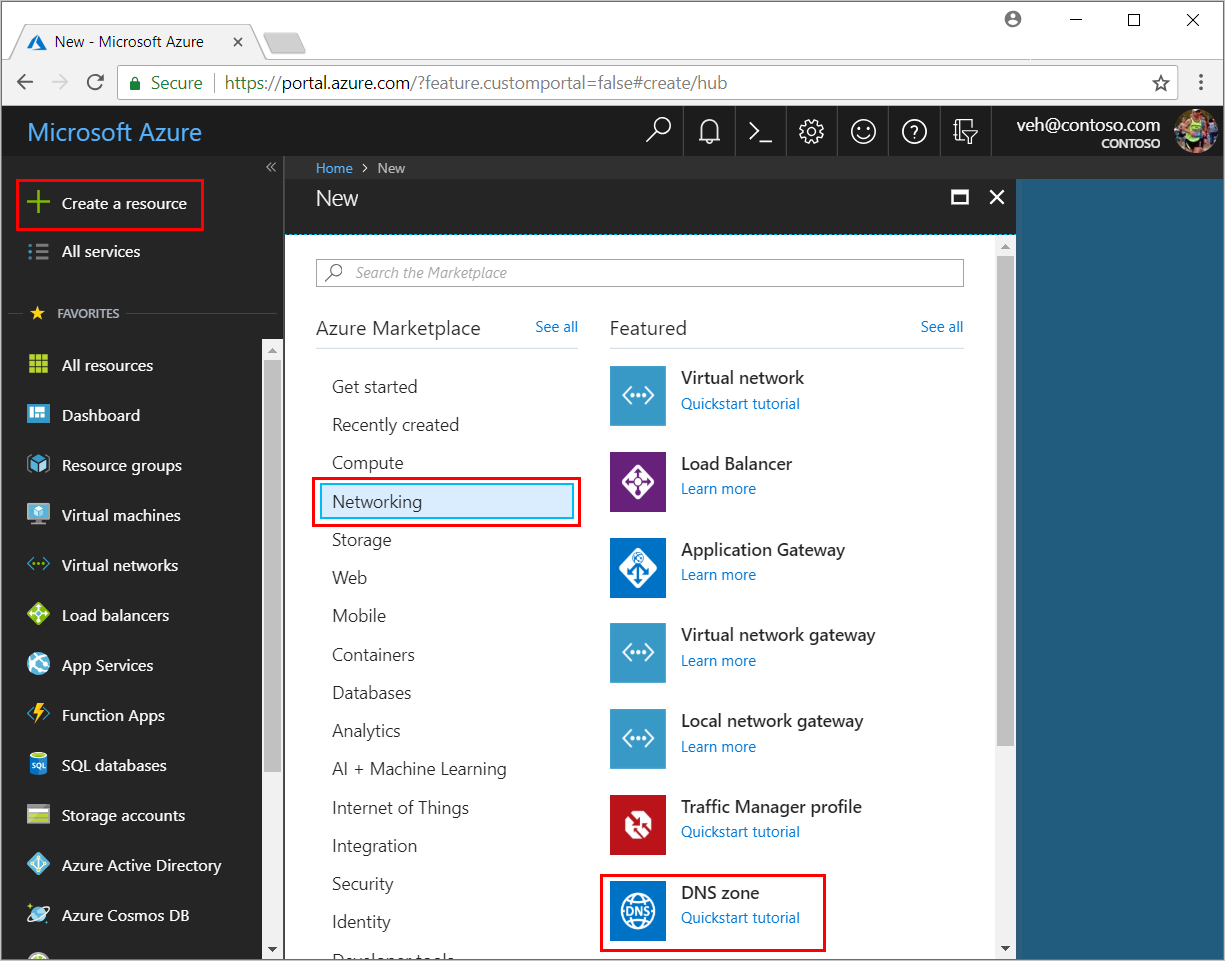 New - Microsoft Azure
Secure https://portal.azure.com/?feature.customportal=false#create/hub
Microsoft Azure
veh@contoso.com
CONTOSO
Create a resource
All services
FAVORITES
All resources
Dashboard
Resource groups
Virtual machines
Virtual networks
Load balancers
App Services
Function Apps
SQL
SQL databases
Storage accounts
Azure Active Directory
Azure Cosmos DB
Home > New
New
Search the Marketplace
Azure Marketplace See all
Get started
Recently created
Compute
Networking
Storage
Web
Mobile
Containers
Databases
Analytics
AI + Machine Learning
Internet of Things
Integration
Security
Identity
Developer tools
Featured See all
Virtual network
Quickstart tutorial
Load Balancer
Learn more
Application Gateway
Learn more
Virtual network gateway
Learn more
Local network gateway
Learn more
Traffic Manager profile
Quickstart tutorial
DNS
DNS zone
Quickstart tutorial